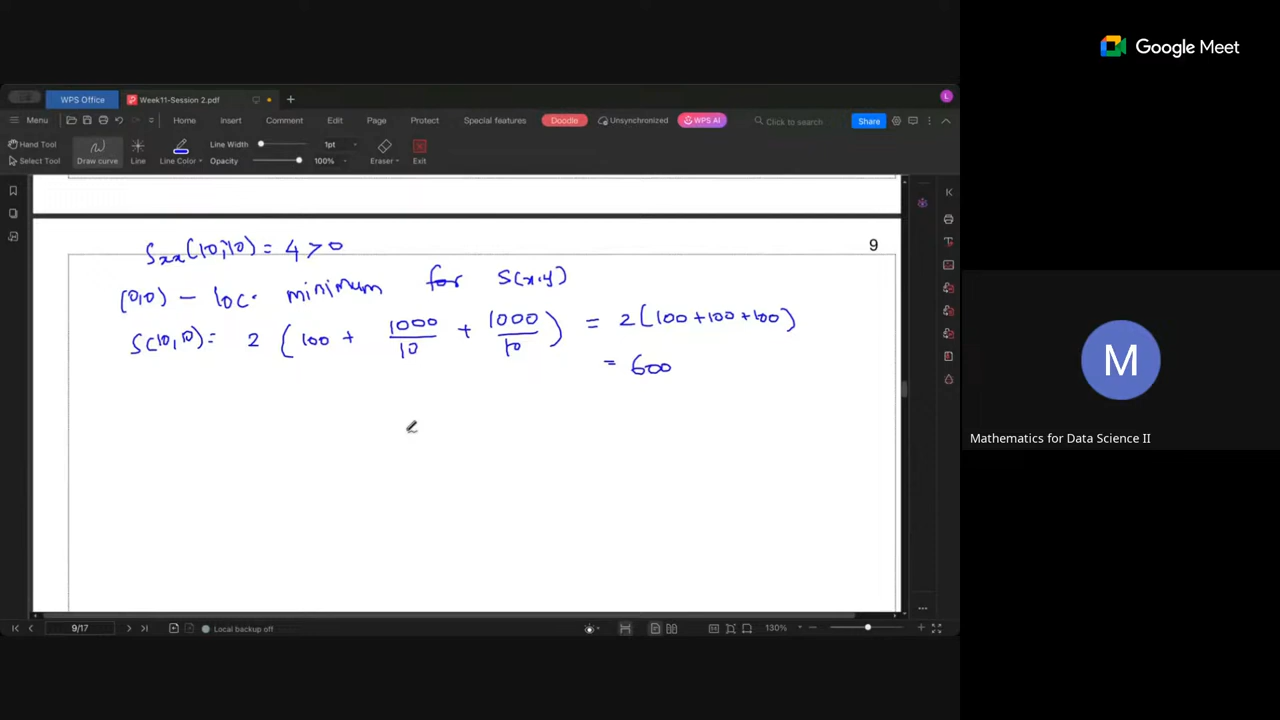 Google Meet
WPS Office Week11-Session 2.pdf
L
Menu Home Insert Comment Edit Page Protect Special features Doodle Unsynchronized WPS AI Click to search Share
Hand Tool Line Width 1pt
Select Tool Draw curve Line Line Color Opacity 100% Eraser Exit
9
Sxx(10,10) = 4 > 0
(0,0) – loc. minimum for S(x,y)
S(10,10) = 2 (100 + 1000/10 + 1000/10) = 2(100+100+100)
= 600
M
Mathematics for Data Science II
9/17 Local backup off 130%